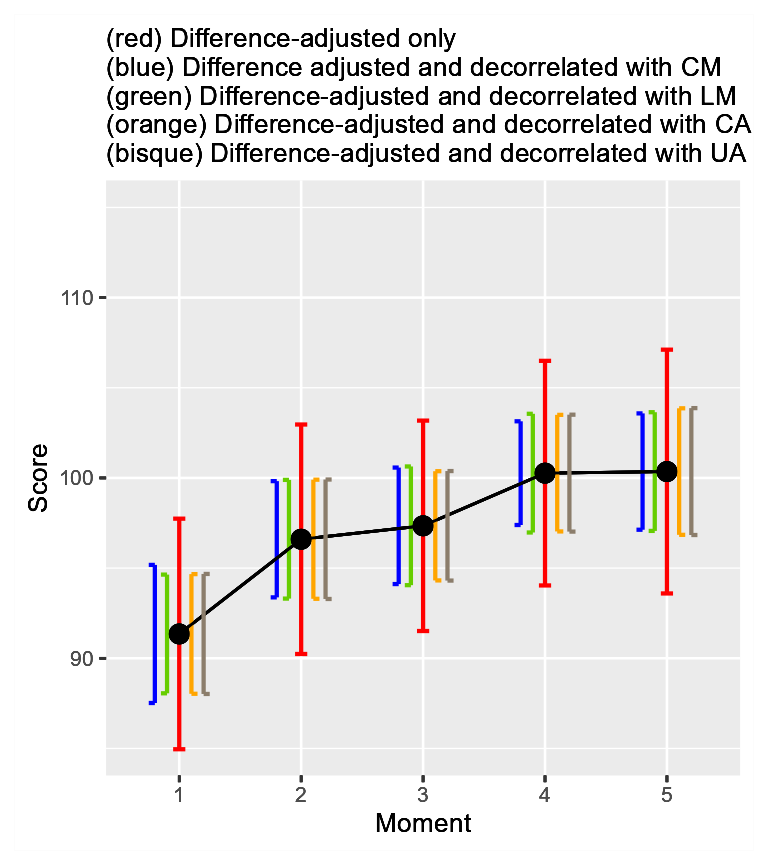 (red) Difference-adjusted only
(blue) Difference adjusted and decorrelated with CM
(green) Difference-adjusted and decorrelated with LM
(orange) Difference-adjusted and decorrelated with CA
(bisque) Difference-adjusted and decorrelated with UA
110
100
90
Score
1 2 3 4 5
Moment